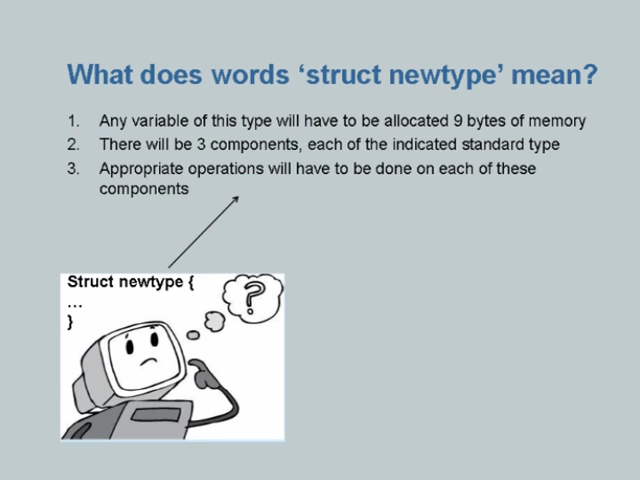 What does words ‘struct newtype’ mean?
1. Any variable of this type will have to be allocated 9 bytes of memory
2. There will be 3 components, each of the indicated standard type
3. Appropriate operations will have to be done on each of these
components
Struct newtype {
…
}
?